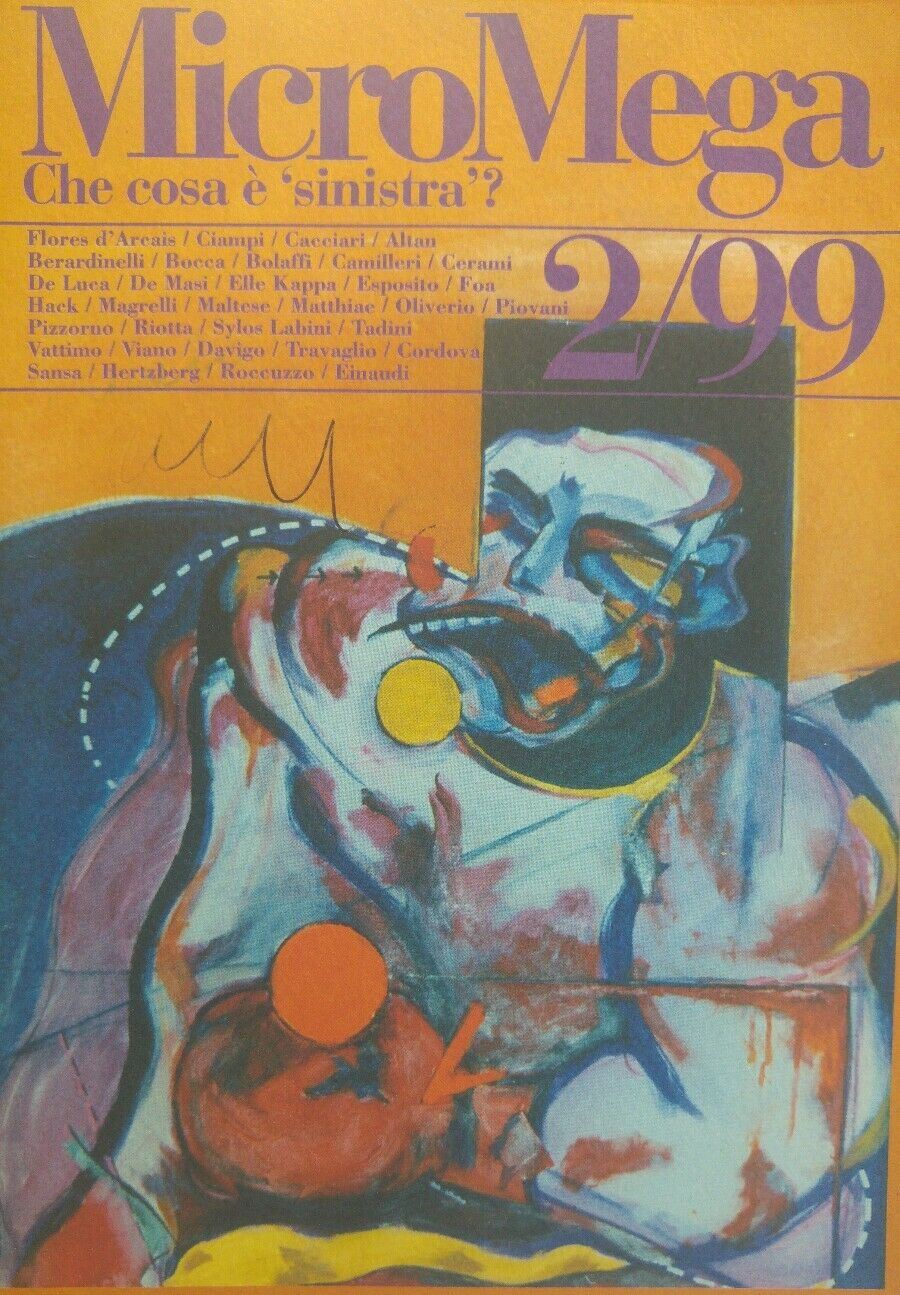 MicroMega
Che cosa è ‘sinistra’?
2/99
Flores d'Arcais / Ciampi / Cacciari / Altan
Berardinelli / Bocca / Bolaffi / Camilleri / Cerami
De Luca / De Masi / Elle Kappa / Esposito / Foa
Hack / Magrelli / Maltese / Matthiae / Oliverio / Piovani
Pizzorno / Riotta / Sylos Labini / Tadini
Vattimo / Viano / Davigo / Travaglio / Cordova
Sansa / Hertzberg / Roccuzzo / Einaudi